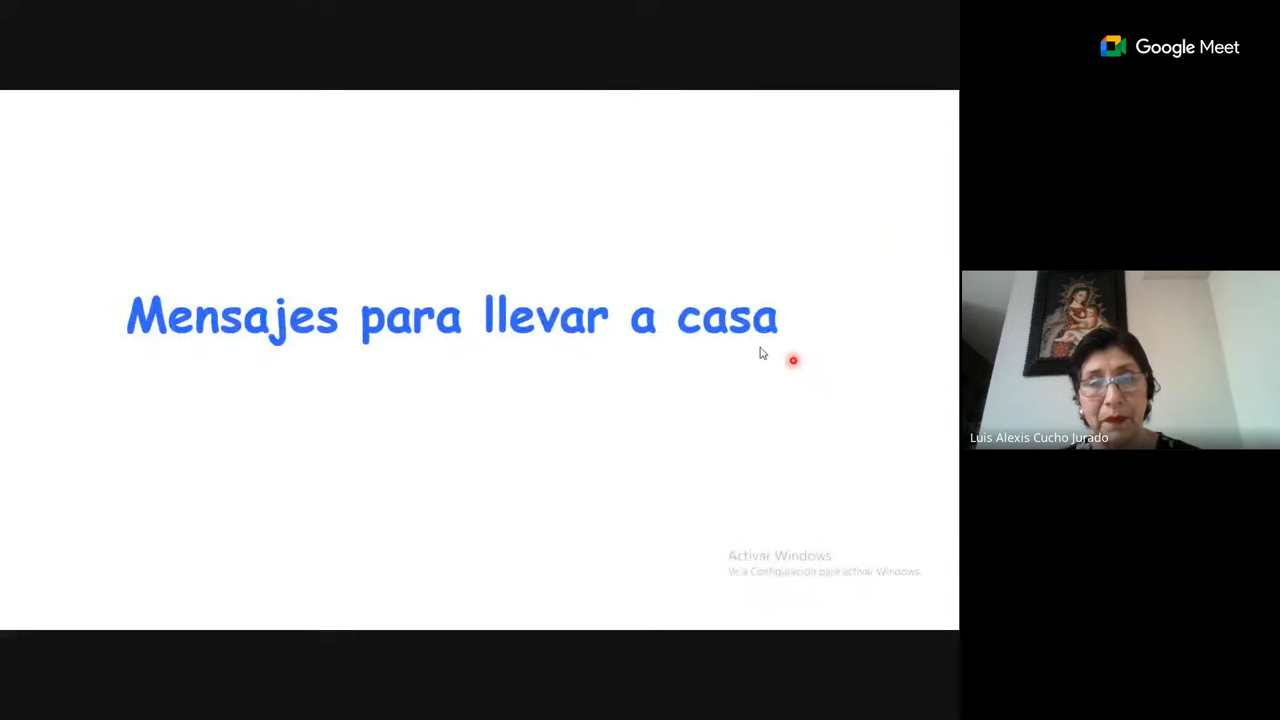 Google Meet
Mensajes para llevar a casa
Luis Alexis Cucho Jurado
Activar Windows
Ve a Configuración para activar Windows.